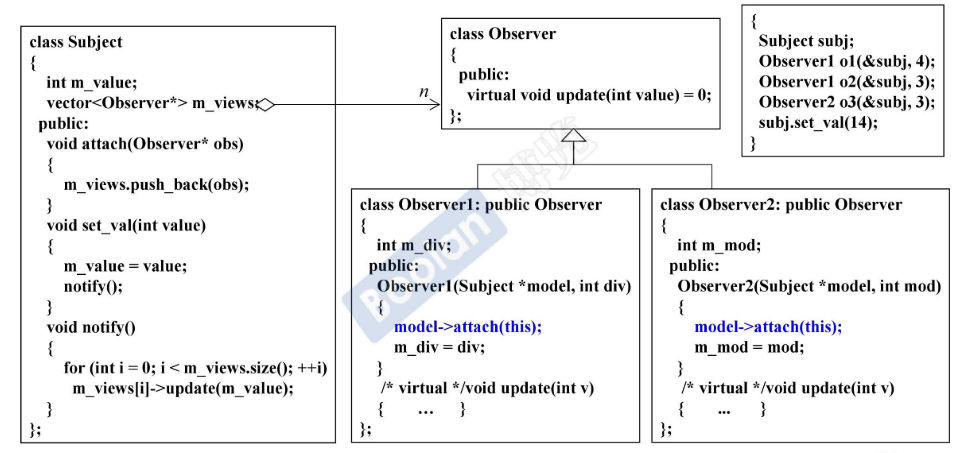 class Subject
{
int m_value;
vector<Observer*> m_views;
public:
void attach(Observer* obs)
{
m_views.push_back(obs);
}
void set_val(int value)
{
m_value = value;
notify();
}
void notify()
{
for (int i = 0; i < m_views.size(); ++i)
m_views[i]->update(m_value);
}
};
n
class Observer
{
public:
virtual void update(int value) = 0;
};
{
Subject subj;
Observer1 o1(&subj, 4);
Observer1 o2(&subj, 3);
Observer2 o3(&subj, 3);
subj.set_val(14);
}
class Observer1: public Observer
{
int m_div;
public:
Observer1(Subject *model, int div)
{
model->attach(this);
m_div = div;
}
/* virtual */void update(int v)
{ … }
};
class Observer2: public Observer
{
int m_mod;
public:
Observer2(Subject *model, int mod)
{
model->attach(this);
m_mod = mod;
}
/* virtual */void update(int v)
{ ... }
};
Boolan
博览